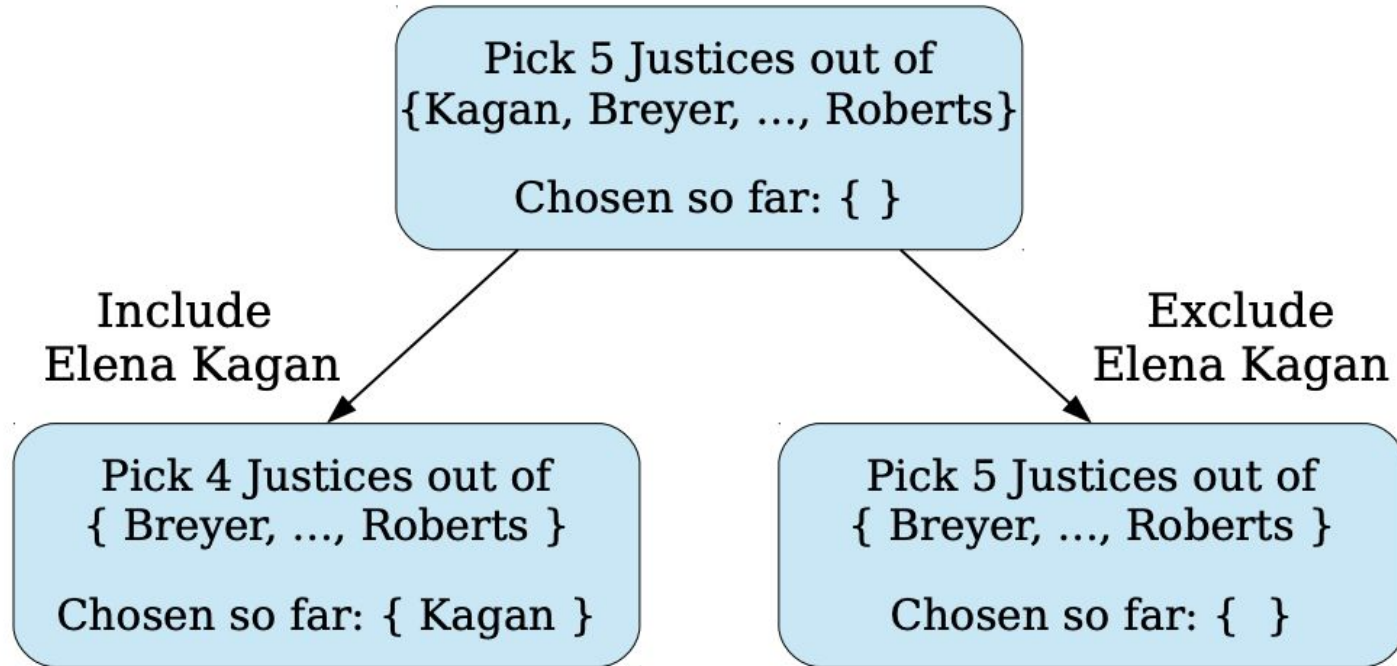 Pick 5 Justices out of
{Kagan, Breyer, ..., Roberts}
Chosen so far: { }
Include
Elena Kagan
Exclude
Elena Kagan
Pick 4 Justices out of
{ Breyer, ..., Roberts }
Chosen so far: { Kagan }
Pick 5 Justices out of
{ Breyer, ..., Roberts }
Chosen so far: {  }